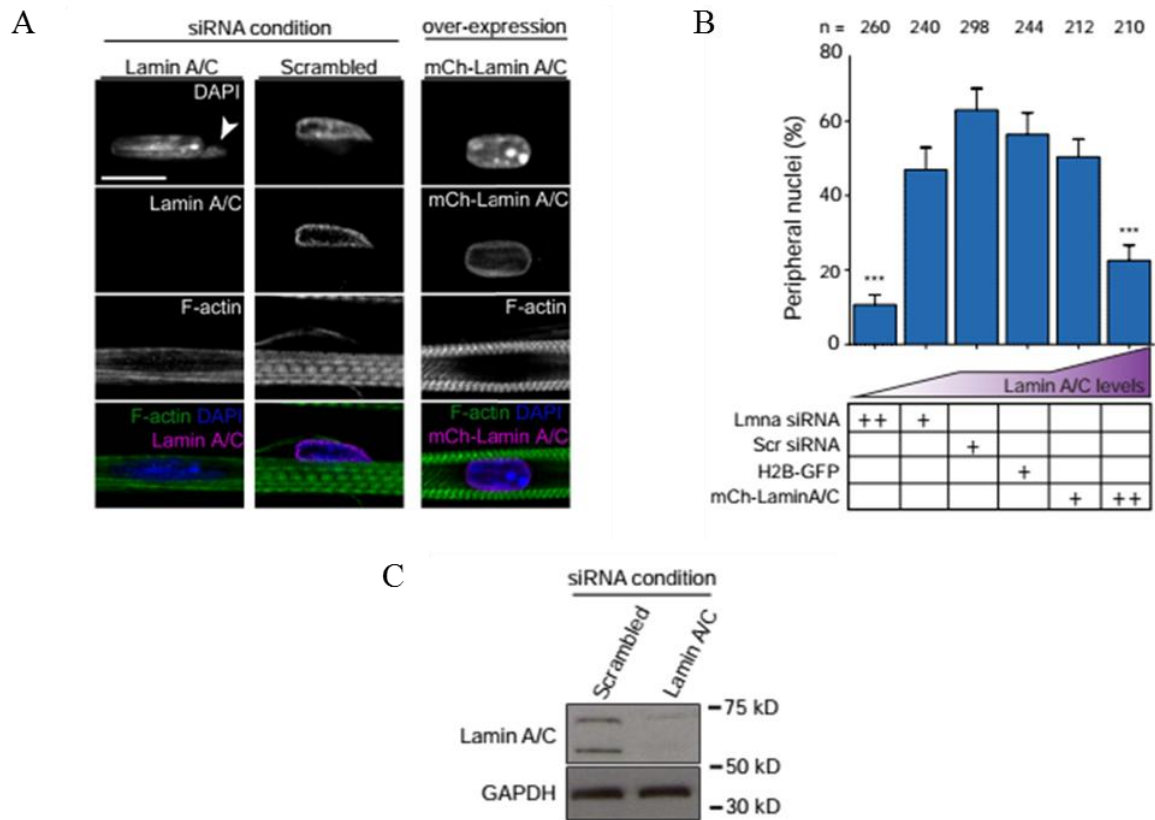 A
siRNA condition
over-expression
Lamin A/C
Scrambled
mCh-Lamin A/C
DAPI
Lamin A/C
mCh-Lamin A/C
F-actin
F-actin
F-actin DAPI
Lamin A/C
F-actin DAPI
mCh-Lamin A/C
B
n = 260 240 298 244 212 210
80
60
40
20
0
Peripheral nuclei (%)
***
***
Lamin A/C levels
Lmna siRNA ++ +
Scr siRNA +
H2B-GFP +
mCh-LaminA/C + ++
C
siRNA condition
Scrambled
Lamin A/C
Lamin A/C
GAPDH
75 kD
50 kD
30 kD